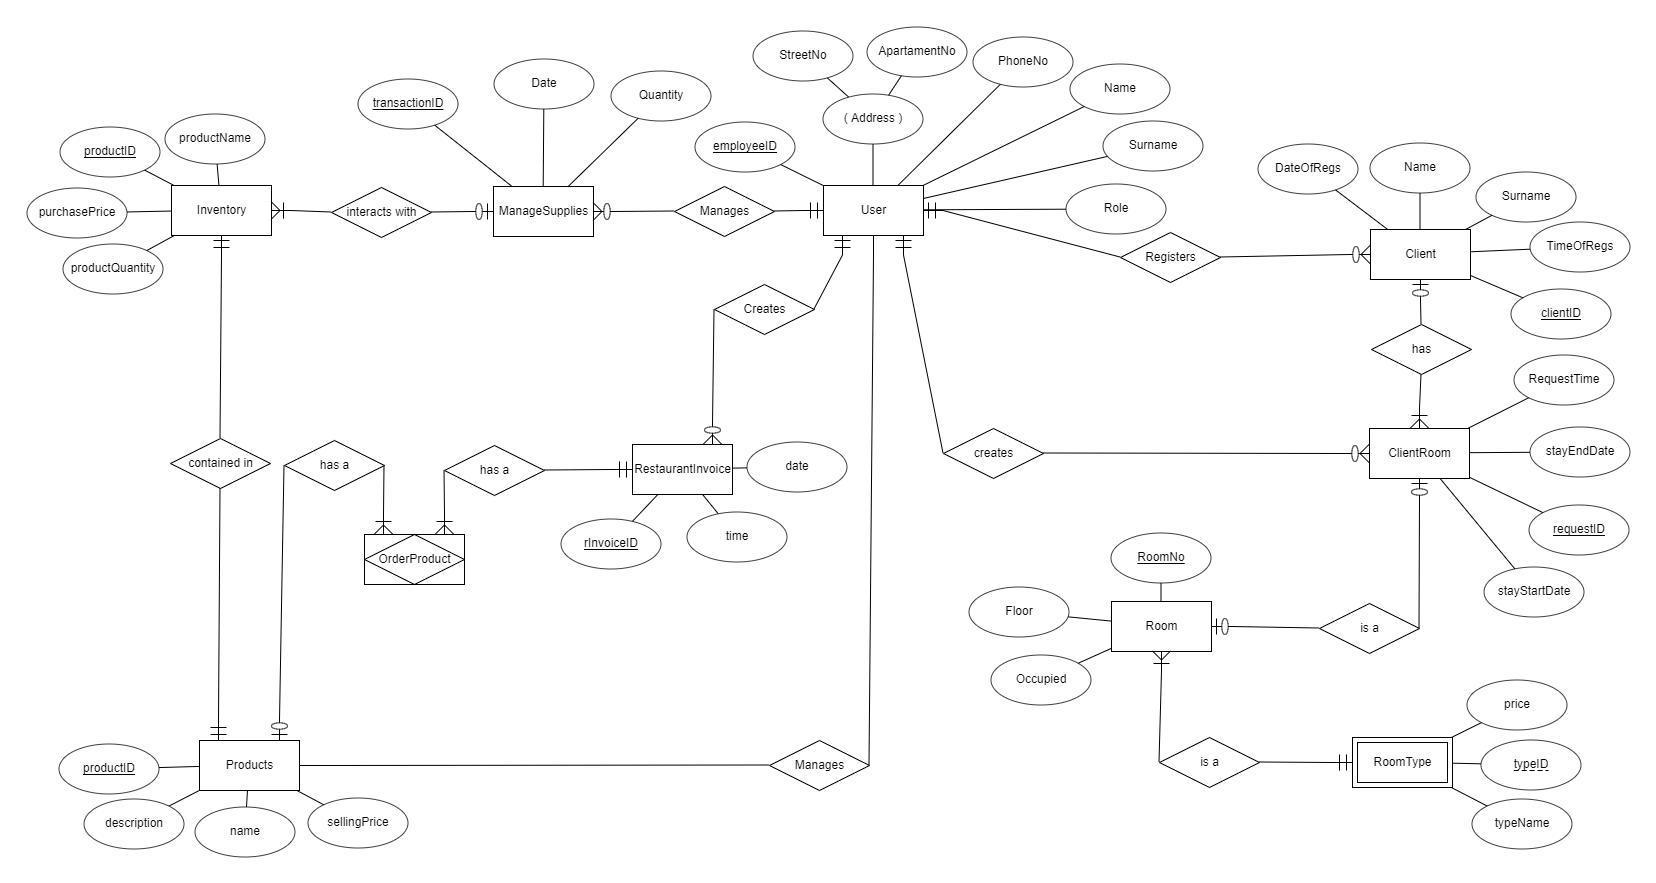 StreetNo
ApartamentNo
PhoneNo
Name
Date
Quantity
transactionID
( Address )
productName
productID
employeeID
Surname
DateOfRegs
Name
Surname
purchasePrice
Inventory
interacts with
ManageSupplies
Manages
User
Role
TimeOfRegs
productQuantity
Registers
Client
Creates
clientID
has
RequestTime
contained in
has a
has a
RestaurantInvoice
date
creates
ClientRoom
stayEndDate
rInvoiceID
time
requestID
OrderProduct
RoomNo
stayStartDate
Floor
Room
is a
Occupied
price
productID
Products
Manages
is a
RoomType
typeID
description
name
sellingPrice
typeName